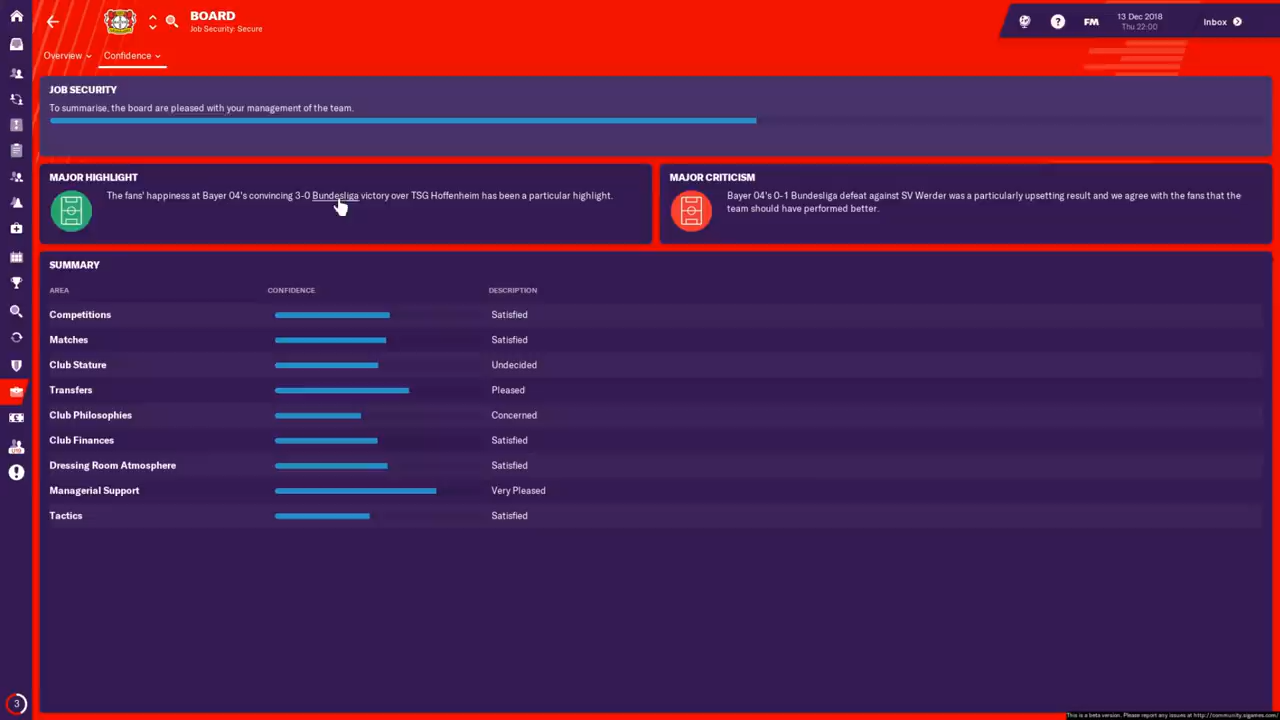 BOARD
Job Security: Secure
FM
13 Dec 2018
Thu 22:00
Inbox
Overview
Confidence
JOB SECURITY
To summarise, the board are pleased with your management of the team.
MAJOR HIGHLIGHT
The fans' happiness at Bayer 04's convincing 3-0 Bundesliga victory over TSG Hoffenheim has been a particular highlight.
MAJOR CRITICISM
Bayer 04's 0-1 Bundesliga defeat against SV Werder was a particularly upsetting result and we agree with the fans that the
team should have performed better.
SUMMARY
AREA CONFIDENCE DESCRIPTION
Competitions Satisfied
Matches Satisfied
Club Stature Undecided
Transfers Pleased
Club Philosophies Concerned
Club Finances Satisfied
Dressing Room Atmosphere Satisfied
Managerial Support Very Pleased
Tactics Satisfied
3
This is a beta version. Please report any issues at http://community.sigames.com/